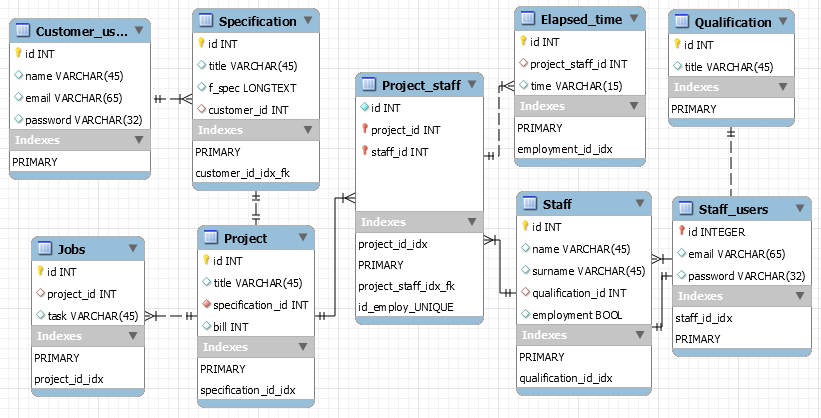 Customer_us...
id INT
name VARCHAR(45)
email VARCHAR(65)
password VARCHAR(32)
Indexes
PRIMARY
Specification
id INT
title VARCHAR(45)
f_spec LONGTEXT
customer_id INT
Indexes
PRIMARY
customer_id_idx_fk
Project_staff
id INT
project_id INT
staff_id INT
Indexes
project_id_idx
PRIMARY
project_staff_idx_fk
id_employ_UNIQUE
Elapsed_time
id INT
project_staff_id INT
time VARCHAR(15)
Indexes
PRIMARY
employment_id_idx
Qualification
id INT
title VARCHAR(45)
Indexes
PRIMARY
Jobs
id INT
project_id INT
task VARCHAR(45)
Indexes
PRIMARY
project_id_idx
Project
id INT
title VARCHAR(45)
specification_id INT
bill INT
Indexes
PRIMARY
specification_id_idx
Staff
id INT
name VARCHAR(45)
surname VARCHAR(45)
qualification_id INT
employment BOOL
Indexes
PRIMARY
qualification_id_idx
Staff_users
id INTEGER
email VARCHAR(65)
password VARCHAR(32)
Indexes
staff_id_idx
PRIMARY